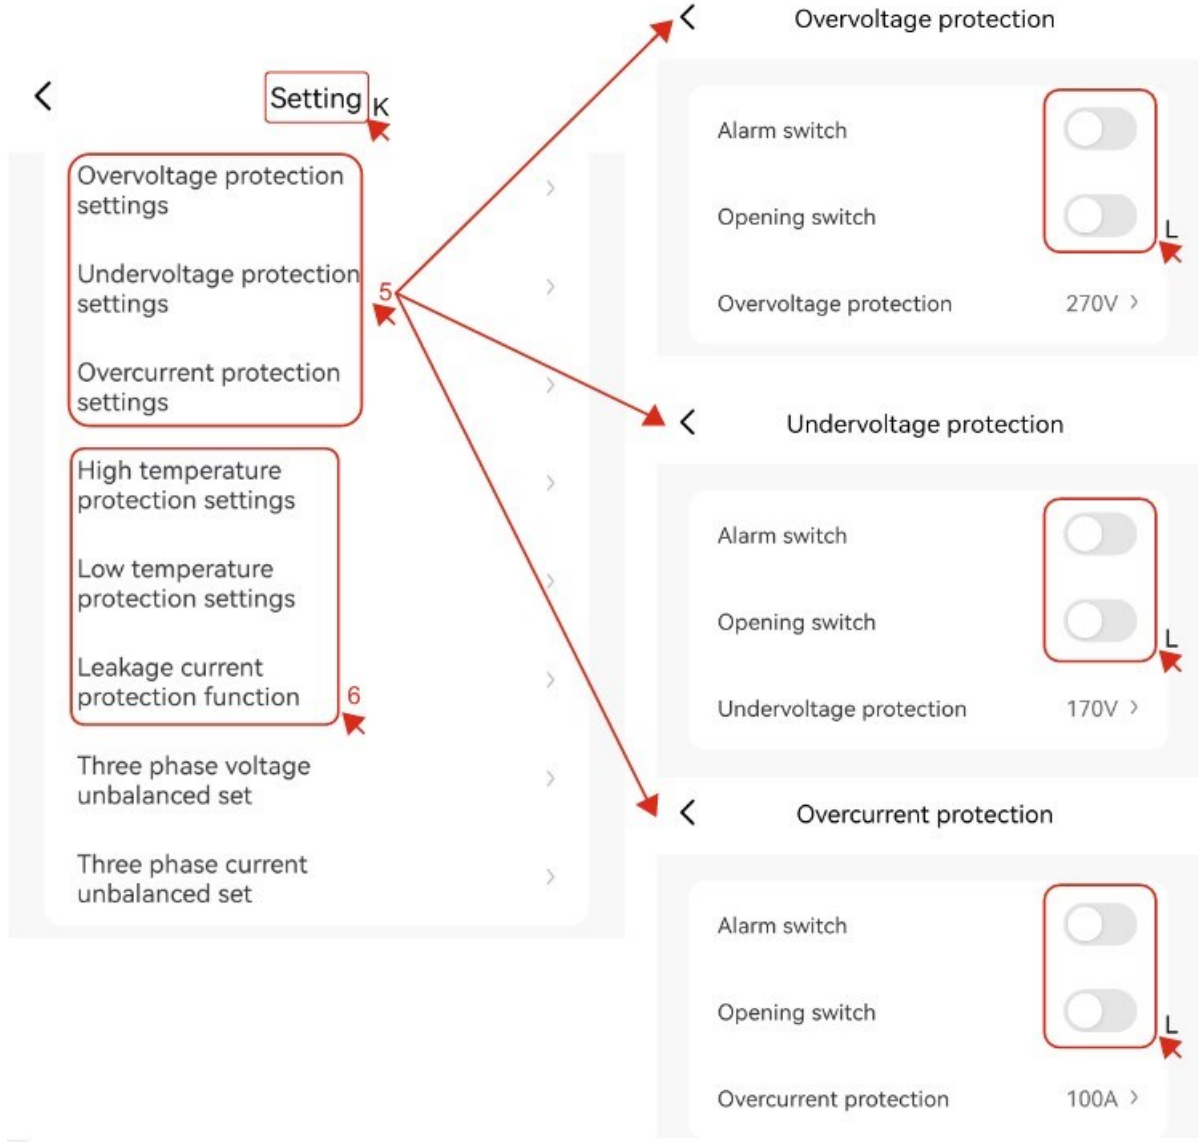 Setting
K
Overvoltage protection
settings
Undervoltage protection
settings
5
Overcurrent protection
settings
High temperature
protection settings
Low temperature
protection settings
Leakage current
protection function
6
Three phase voltage
unbalanced set
Three phase current
unbalanced set
Overvoltage protection
Alarm switch
Opening switch
L
Overvoltage protection 270V
Undervoltage protection
Alarm switch
Opening switch
L
Undervoltage protection 170V
Overcurrent protection
Alarm switch
Opening switch
L
Overcurrent protection 100A